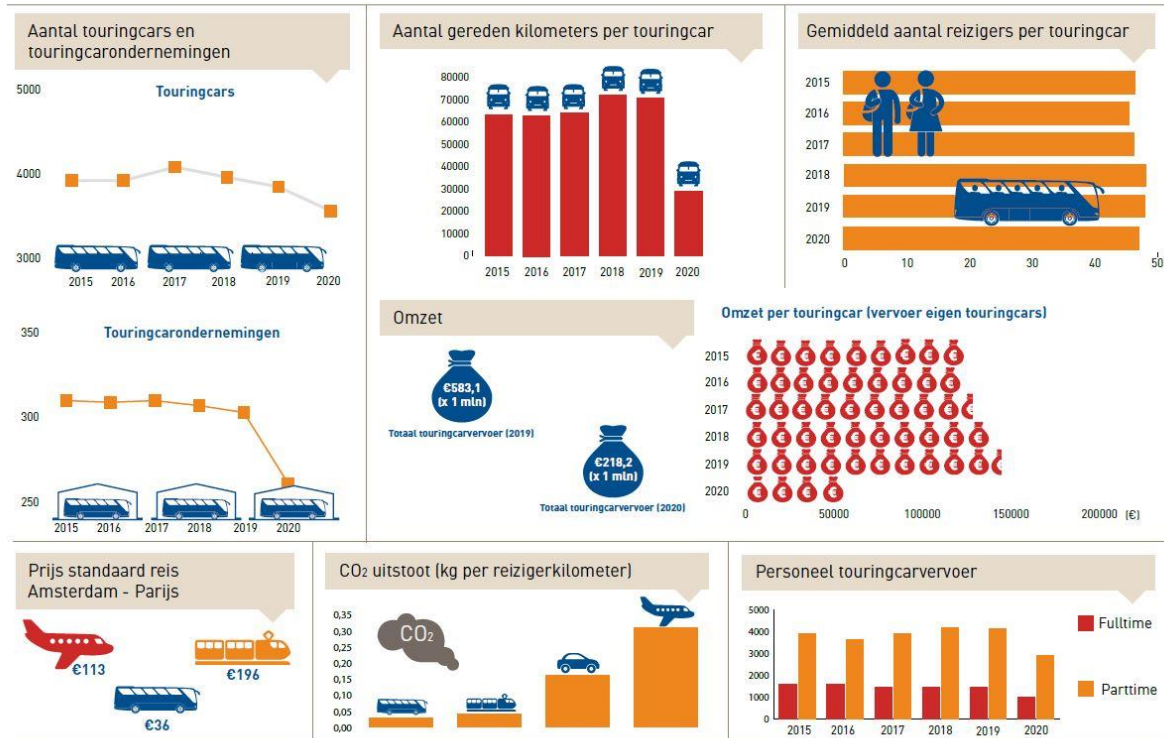 Aantal touringcars en
touringcarondernemingen
Touringcars
5000
4000
3000
2015 2016 2017 2018 2019 2020
Touringcarondernemingen
350
300
250
2015 2016 2017 2018 2019 2020
Aantal gereden kilometers per touringcar
80000
70000
60000
50000
40000
30000
20000
10000
0
2015 2016 2017 2018 2019 2020
Gemiddeld aantal reizigers per touringcar
2015
2016
2017
2018
2019
2020
0 10 20 30 40 50
Omzet
€583,1
(x 1 mln)
Totaal touringcarvervoer (2019)
€218,2
(x 1 mln)
Totaal touringcarvervoer (2020)
Omzet per touringcar (vervoer eigen touringcars)
2015
2016
2017
2018
2019
2020
0 50000 100000 150000 200000 (€)
Prijs standaard reis
Amsterdam - Parijs
€113
€196
€36
CO₂ uitstoot (kg per reizigerkilometer)
0,35
0,30
0,25
0,20
0,15
0,10
0,05
0,00
CO₂
Personeel touringcarvervoer
5000
4000
3000
2000
1000
0
2015 2016 2017 2018 2019 2020
Fulltime
Parttime